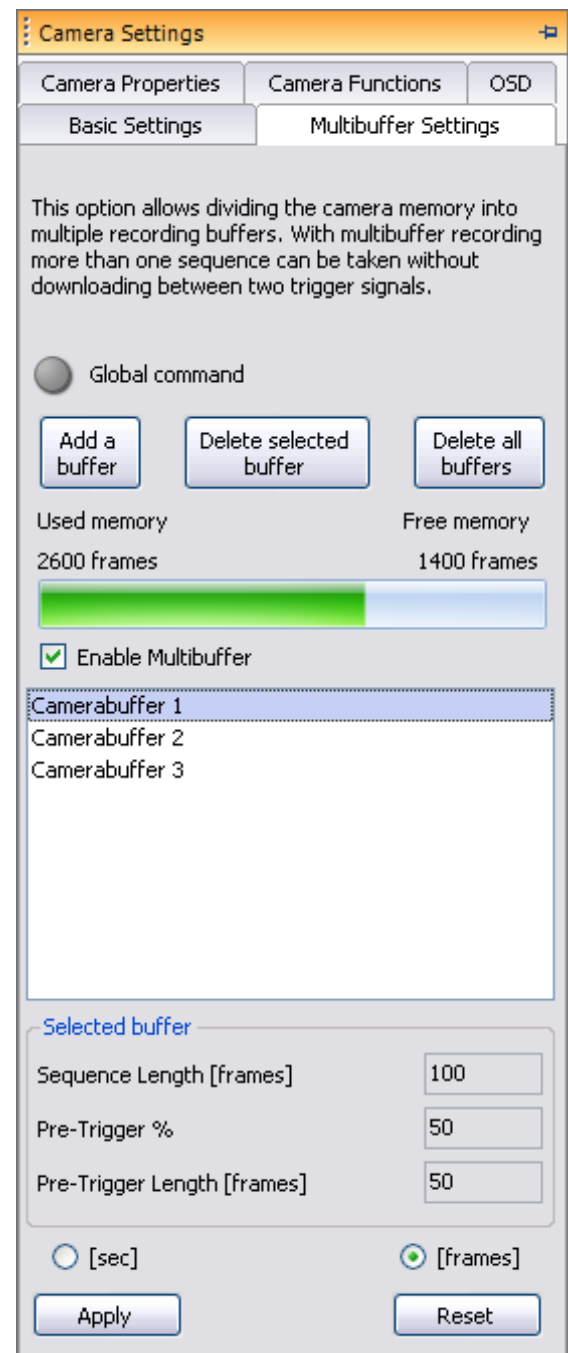 Camera Settings
Camera Properties Camera Functions OSD
Basic Settings Multibuffer Settings
This option allows dividing the camera memory into
multiple recording buffers. With multibuffer recording
more than one sequence can be taken without
downloading between two trigger signals.
Global command
Add a
buffer
Delete selected
buffer
Delete all
buffers
Used memory Free memory
2600 frames 1400 frames
Enable Multibuffer
Camerabuffer 1
Camerabuffer 2
Camerabuffer 3
Selected buffer
Sequence Length [frames] 100
Pre-Trigger % 50
Pre-Trigger Length [frames] 50
[sec] [frames]
Apply Reset